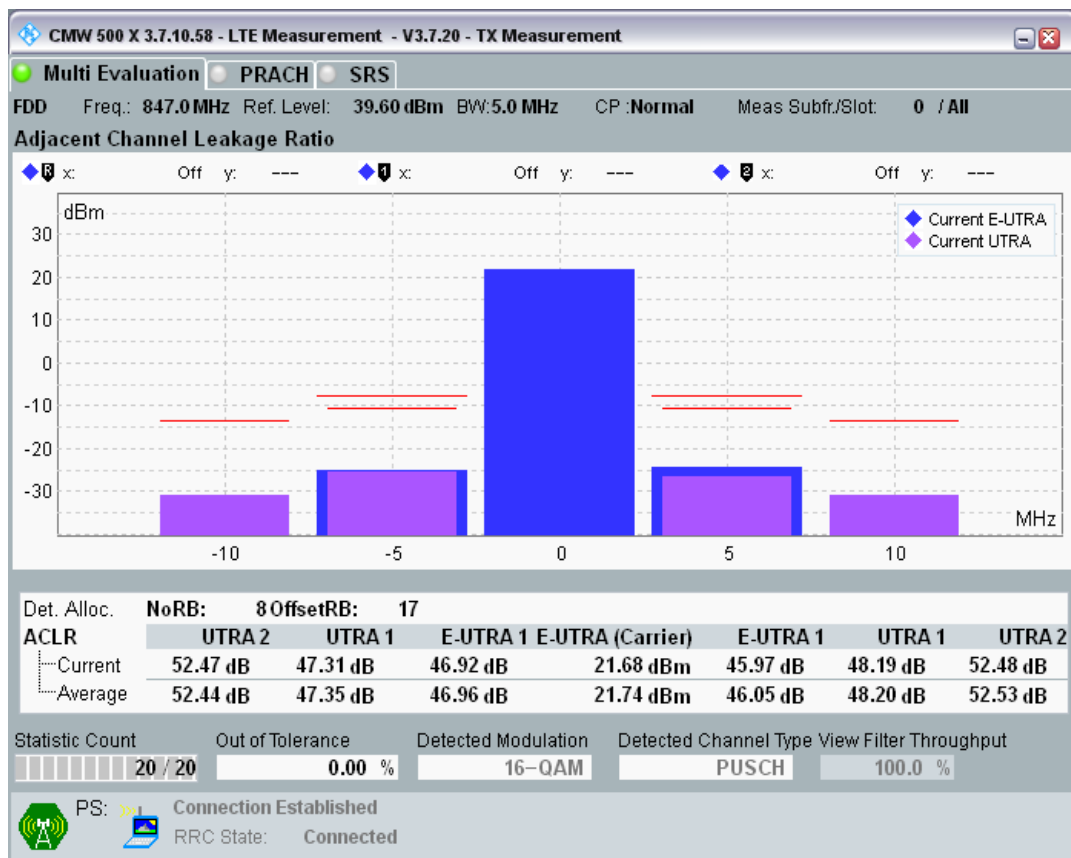 CMW 500 X 3.7.10.58 - LTE Measurement - V3.7.20 - TX Measurement
Multi Evaluation PRACH SRS
FDD Freq.: 847.0 MHz Ref. Level: 39.60 dBm BW:5.0 MHz CP :Normal Meas Subfr./Slot: 0 / All
Adjacent Channel Leakage Ratio
R x: Off y: --- 1 x: Off y: --- 2 x: Off y: ---
dBm
Current E-UTRA
Current UTRA
30
20
10
0
-10
-20
-30
MHz
-10 -5 0 5 10
Det. Alloc. NoRB: 8 OffsetRB: 17
ACLR UTRA 2 UTRA 1 E-UTRA 1 E-UTRA (Carrier) E-UTRA 1 UTRA 1 UTRA 2
Current 52.47 dB 47.31 dB 46.92 dB 21.68 dBm 45.97 dB 48.19 dB 52.48 dB
Average 52.44 dB 47.35 dB 46.96 dB 21.74 dBm 46.05 dB 48.20 dB 52.53 dB
Statistic Count Out of Tolerance Detected Modulation Detected Channel Type View Filter Throughput
20 / 20 0.00 % 16-QAM PUSCH 100.0 %
PS: Connection Established
RRC State: Connected